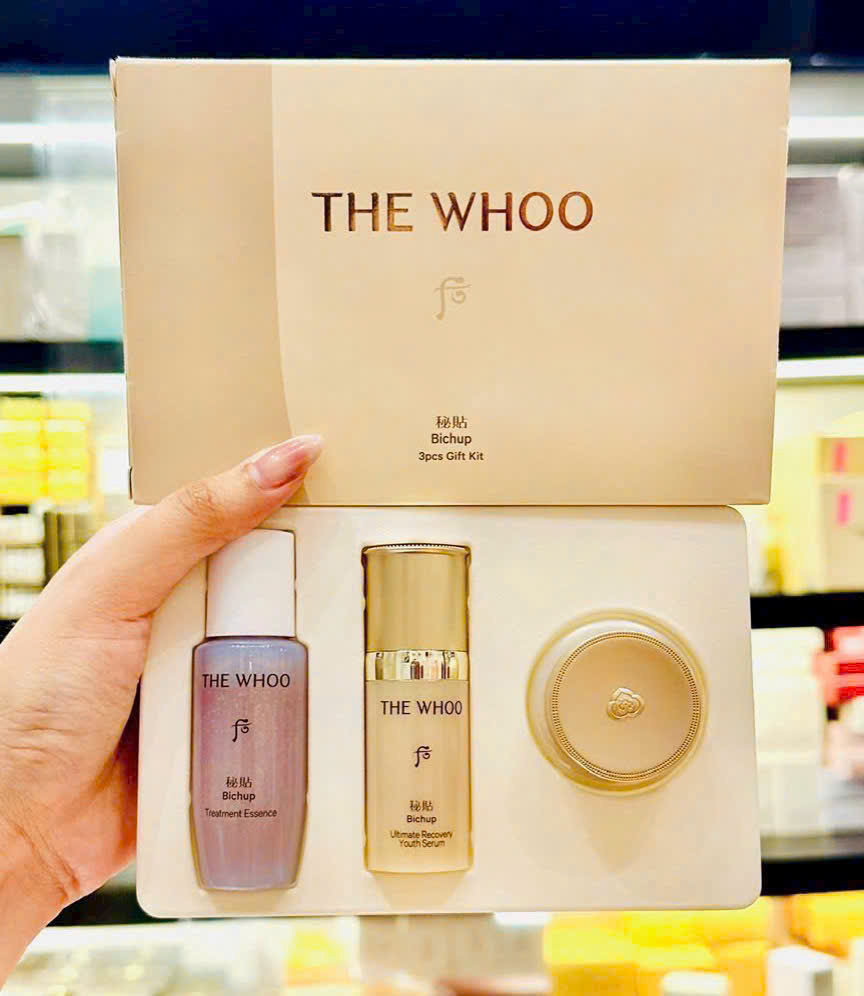 THE WHOO
秘貼
Bichup
3pcs Gift Kit
THE WHOO
秘貼
Bichup
Treatment Essence
THE WHOO
秘貼
Bichup
Ultimate Recovery
Youth Serum